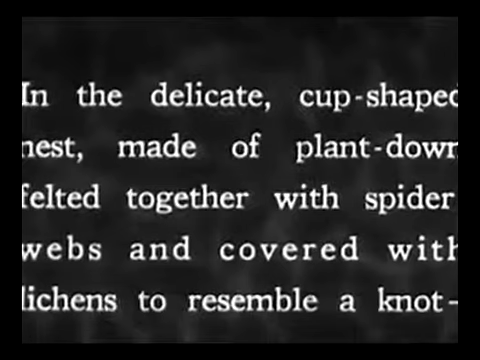 In the delicate, cup-shaped
nest, made of plant-down
felted together with spider
webs and covered with
lichens to resemble a knot-